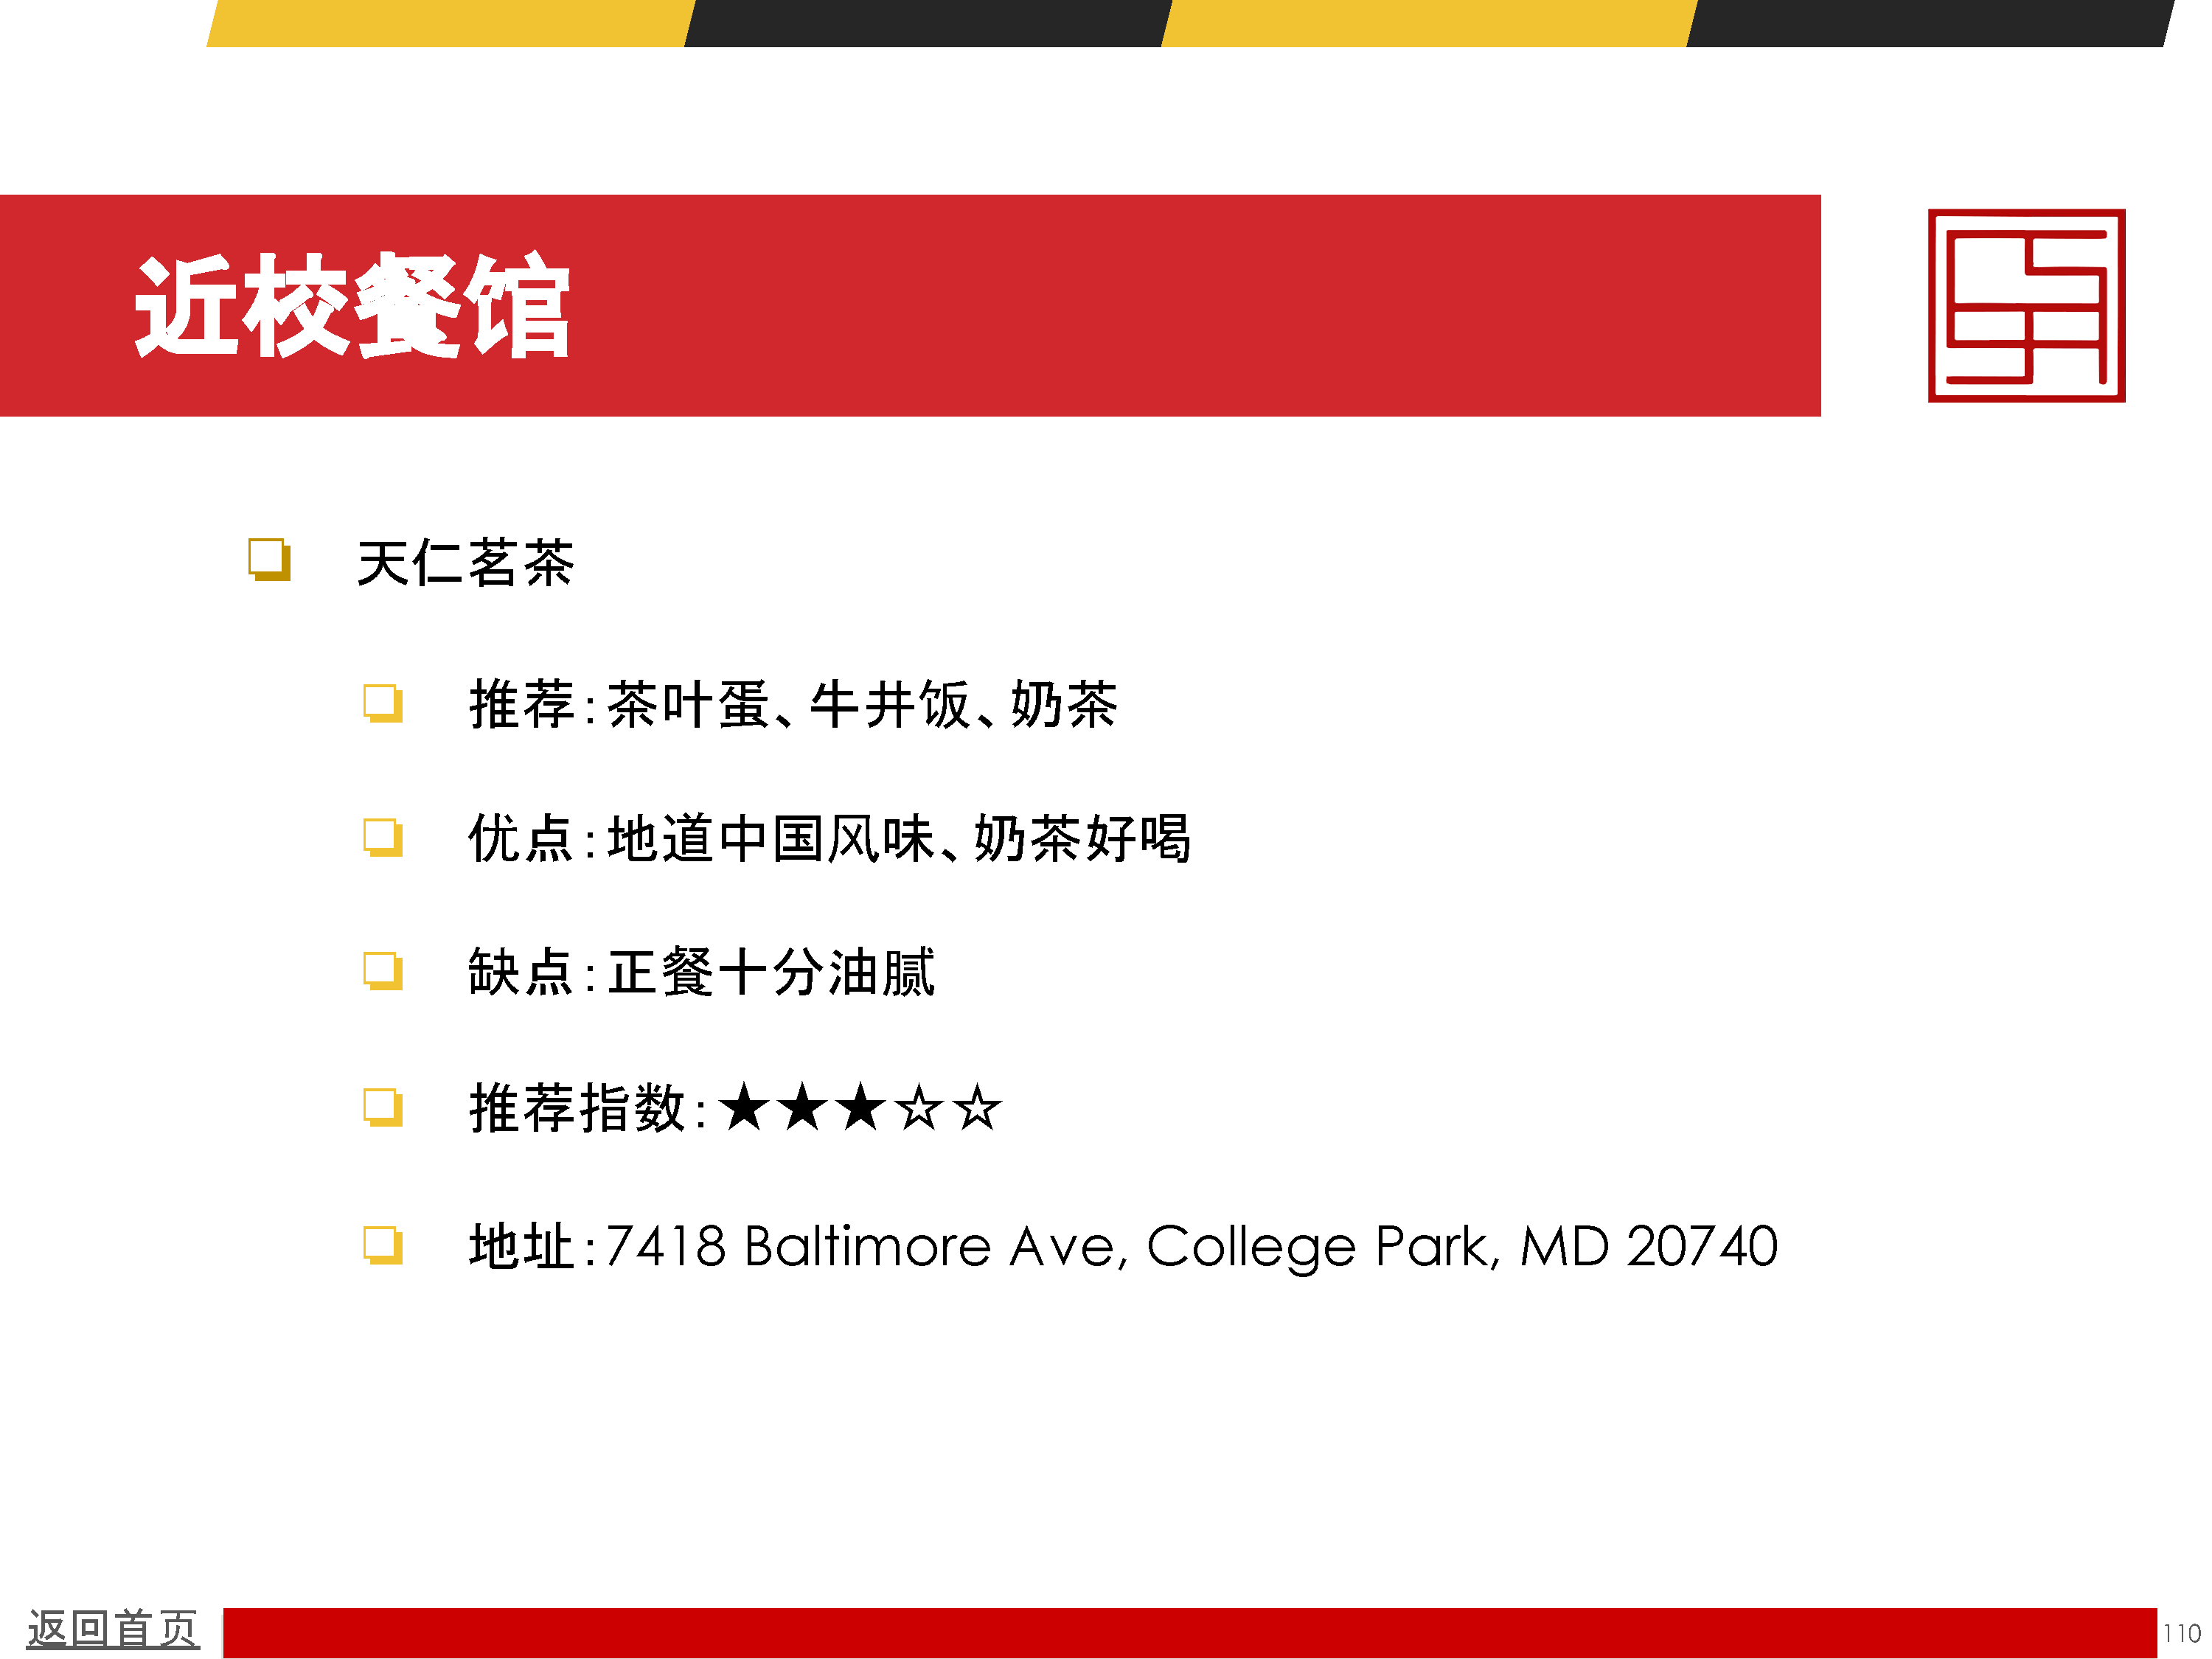 近校餐馆
天仁茗茶
推荐：茶叶蛋、牛井饭、奶茶
优点：地道中国风味、奶茶好喝
缺点：正餐十分油腻
推荐指数：★★★☆☆
地址：7418 Baltimore Ave, College Park, MD 20740
返回首页
110